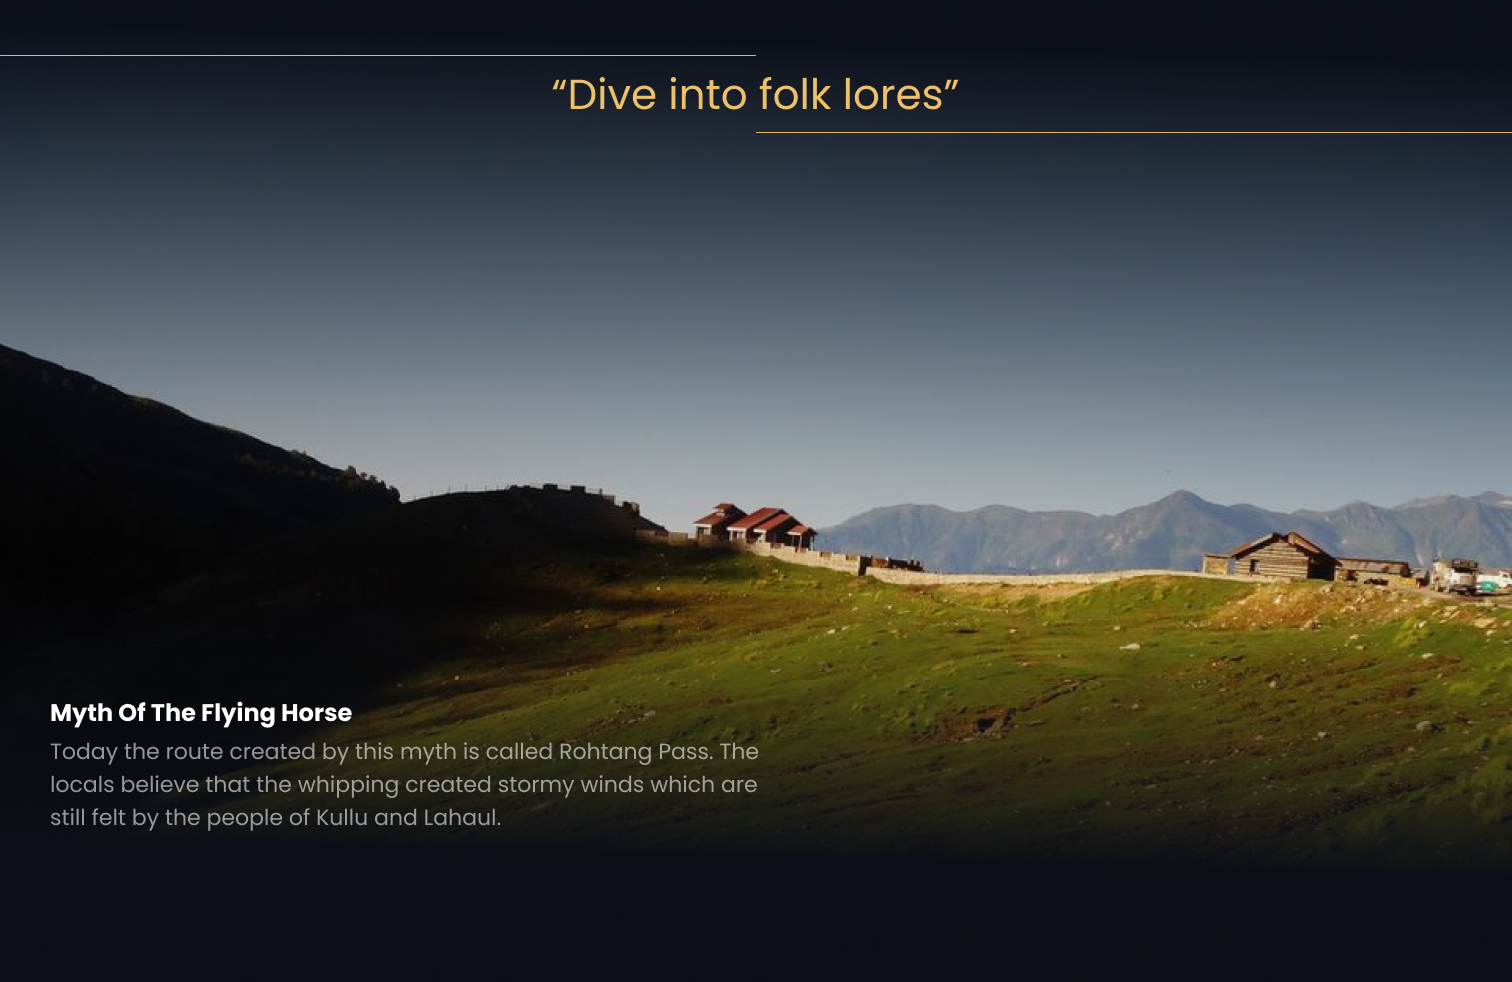 “Dive into folk lores”
Myth Of The Flying Horse
Today the route created by this myth is called Rohtang Pass. The
locals believe that the whipping created stormy winds which are
still felt by the people of Kullu and Lahaul.